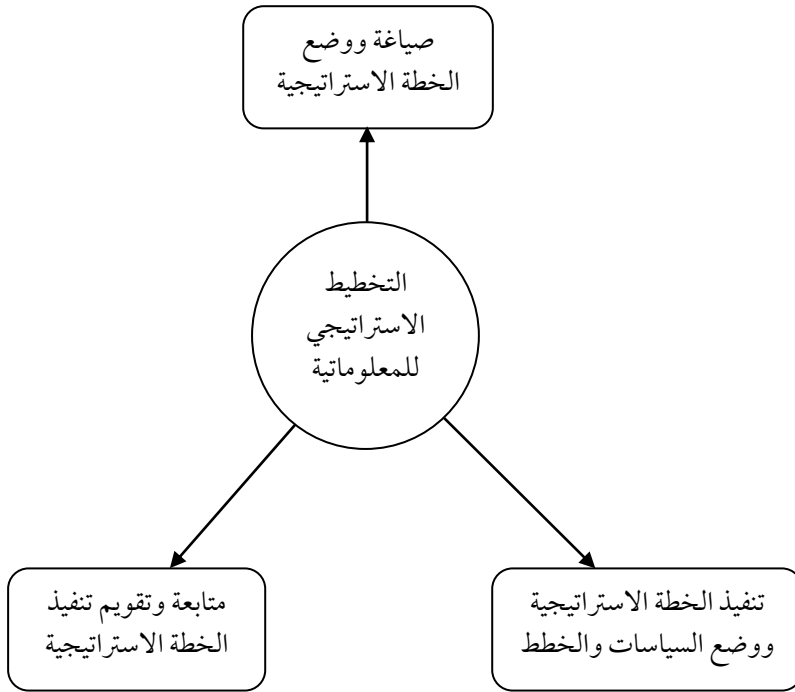 صياغة ووضع
الخطة الاستراتيجية
التخطيط
الاستراتيجي
للمعلوماتية
تنفيذ الخطة الاستراتيجية
ووضع السياسات والخطط
متابعة وتقويم تنفيذ
الخطة الاستراتيجية